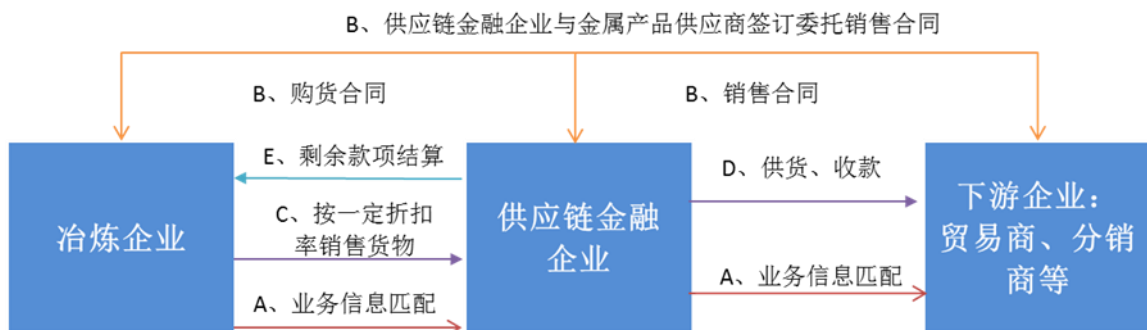 B、供应链金融企业与金属产品供应商签订委托销售合同
B、购货合同
B、销售合同
E、剩余款项结算
D、供货、收款
冶炼企业
C、按一定折扣
率销售货物
供应链金融
企业
下游企业：
贸易商、分销
商等
A、业务信息匹配
A、业务信息匹配